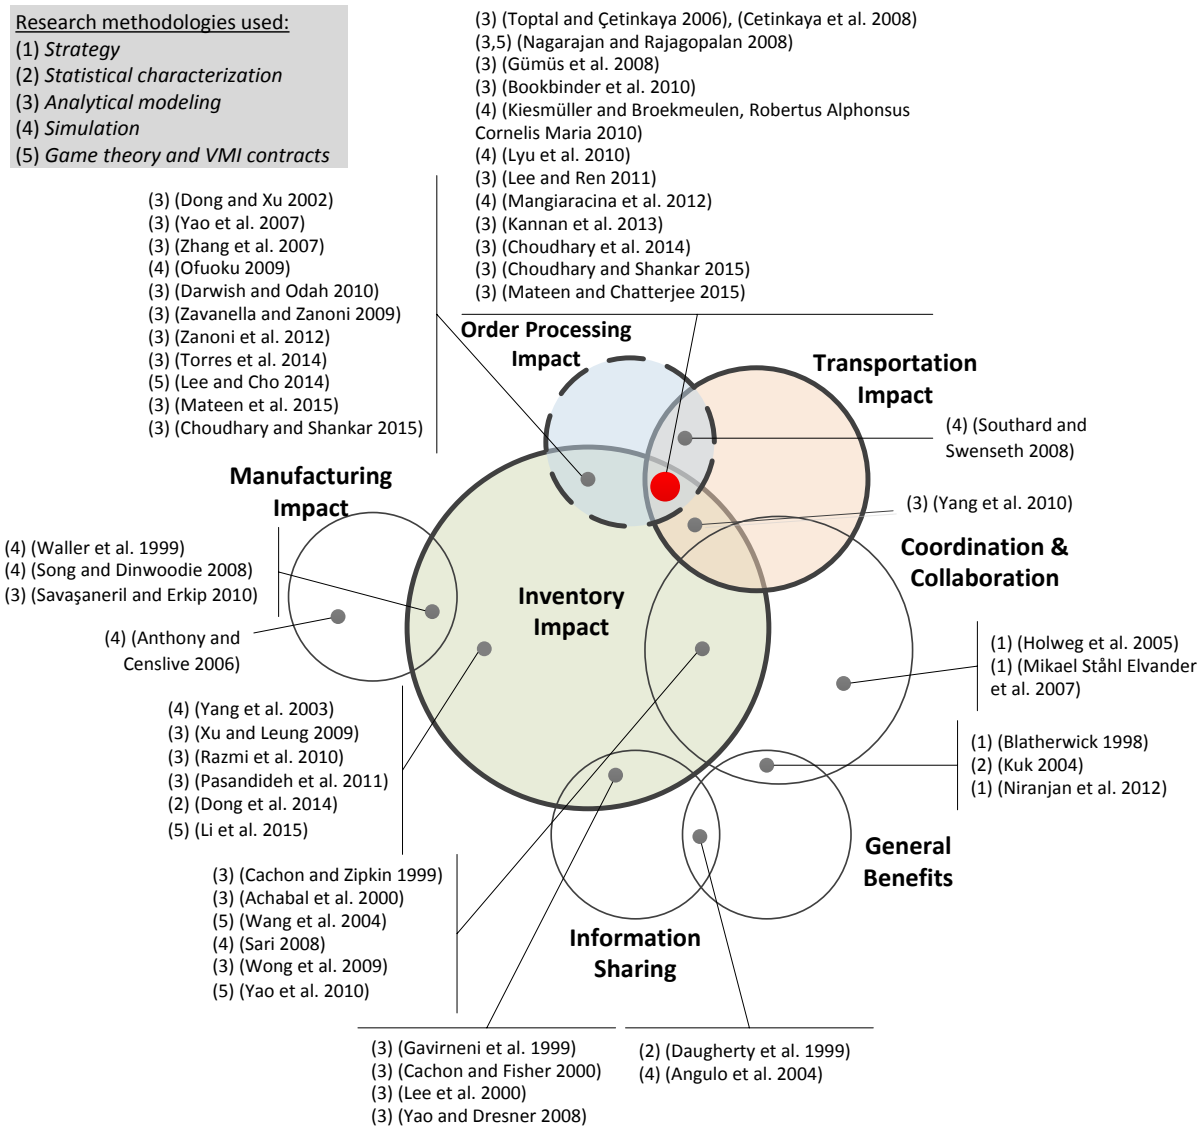 Research methodologies used:
(1) Strategy
(2) Statistical characterization
(3) Analytical modeling
(4) Simulation
(5) Game theory and VMI contracts
(3) (Toptal and Çetinkaya 2006), (Cetinkaya et al. 2008)
(3,5) (Nagarajan and Rajagopalan 2008)
(3) (Gümüs et al. 2008)
(3) (Bookbinder et al. 2010)
(4) (Kiesmüller and Broekmeulen, Robertus Alphonsus
Cornelis Maria 2010)
(4) (Lyu et al. 2010)
(3) (Lee and Ren 2011)
(4) (Mangiaracina et al. 2012)
(3) (Kannan et al. 2013)
(3) (Choudhary et al. 2014)
(3) (Choudhary and Shankar 2015)
(3) (Mateen and Chatterjee 2015)
(3) (Dong and Xu 2002)
(3) (Yao et al. 2007)
(3) (Zhang et al. 2007)
(4) (Ofuoku 2009)
(3) (Darwish and Odah 2010)
(3) (Zavanella and Zanoni 2009)
(3) (Zanoni et al. 2012)
(3) (Torres et al. 2014)
(5) (Lee and Cho 2014)
(3) (Mateen et al. 2015)
(3) (Choudhary and Shankar 2015)
Order Processing
Impact
Transportation
Impact
(4) (Southard and
Swenseth 2008)
Manufacturing
Impact
(3) (Yang et al. 2010)
(4) (Waller et al. 1999)
(4) (Song and Dinwoodie 2008)
(3) (Savaşaneril and Erkip 2010)
Coordination &
Collaboration
Inventory
Impact
(4) (Anthony and
Censlive 2006)
(1) (Holweg et al. 2005)
(1) (Mikael Ståhl Elvander
et al. 2007)
(4) (Yang et al. 2003)
(3) (Xu and Leung 2009)
(3) (Razmi et al. 2010)
(3) (Pasandideh et al. 2011)
(2) (Dong et al. 2014)
(5) (Li et al. 2015)
(1) (Blatherwick 1998)
(2) (Kuk 2004)
(1) (Niranjan et al. 2012)
General
Benefits
(3) (Cachon and Zipkin 1999)
(3) (Achabal et al. 2000)
(5) (Wang et al. 2004)
(4) (Sari 2008)
(3) (Wong et al. 2009)
(5) (Yao et al. 2010)
Information
Sharing
(3) (Gavirneni et al. 1999)
(3) (Cachon and Fisher 2000)
(3) (Lee et al. 2000)
(3) (Yao and Dresner 2008)
(2) (Daugherty et al. 1999)
(4) (Angulo et al. 2004)